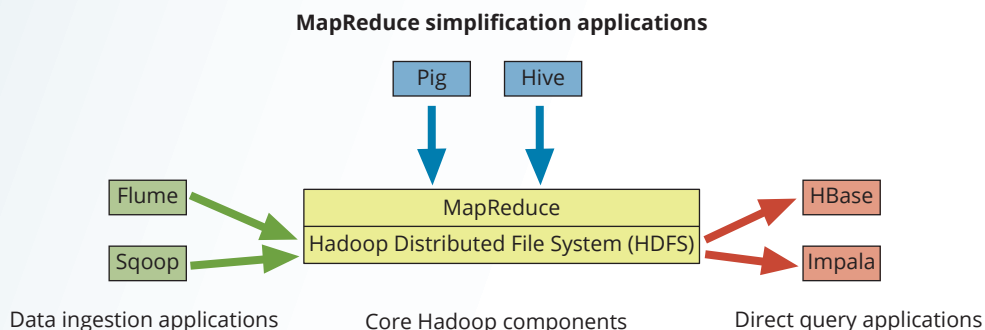 MapReduce simplification applications
Pig
Hive
Flume
MapReduce
HBase
Hadoop Distributed File System (HDFS)
Sqoop
Impala
Data ingestion applications
Core Hadoop components
Direct query applications